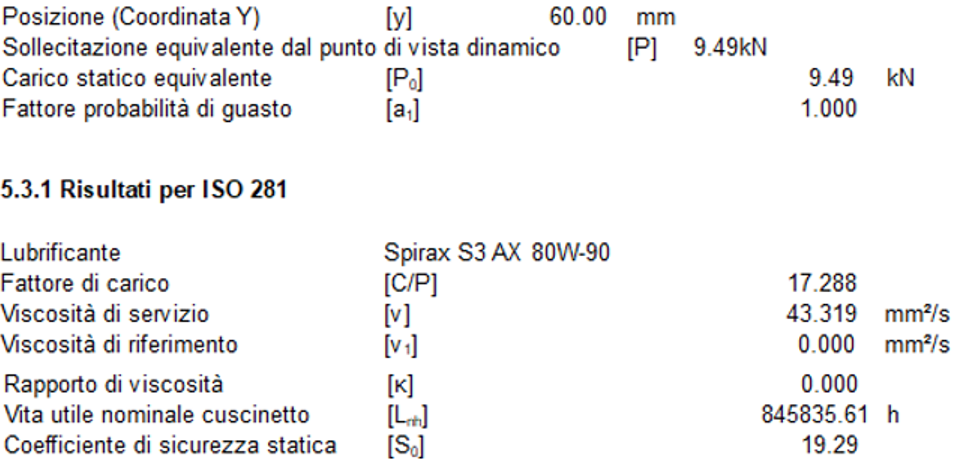 Posizione (Coordinata Y) [y] 60.00 mm
Sollecitazione equivalente dal punto di vista dinamico [P] 9.49kN
Carico statico equivalente [P₀] 9.49 kN
Fattore probabilità di guasto [a₁] 1.000
5.3.1 Risultati per ISO 281
Lubrificante Spirax S3 AX 80W-90
Fattore di carico [C/P] 17.288
Viscosità di servizio [ν] 43.319 mm²/s
Viscosità di riferimento [ν₁] 0.000 mm²/s
Rapporto di viscosità [κ] 0.000
Vita utile nominale cuscinetto [Lₙₕ] 845835.61 h
Coefficiente di sicurezza statica [S₀] 19.29